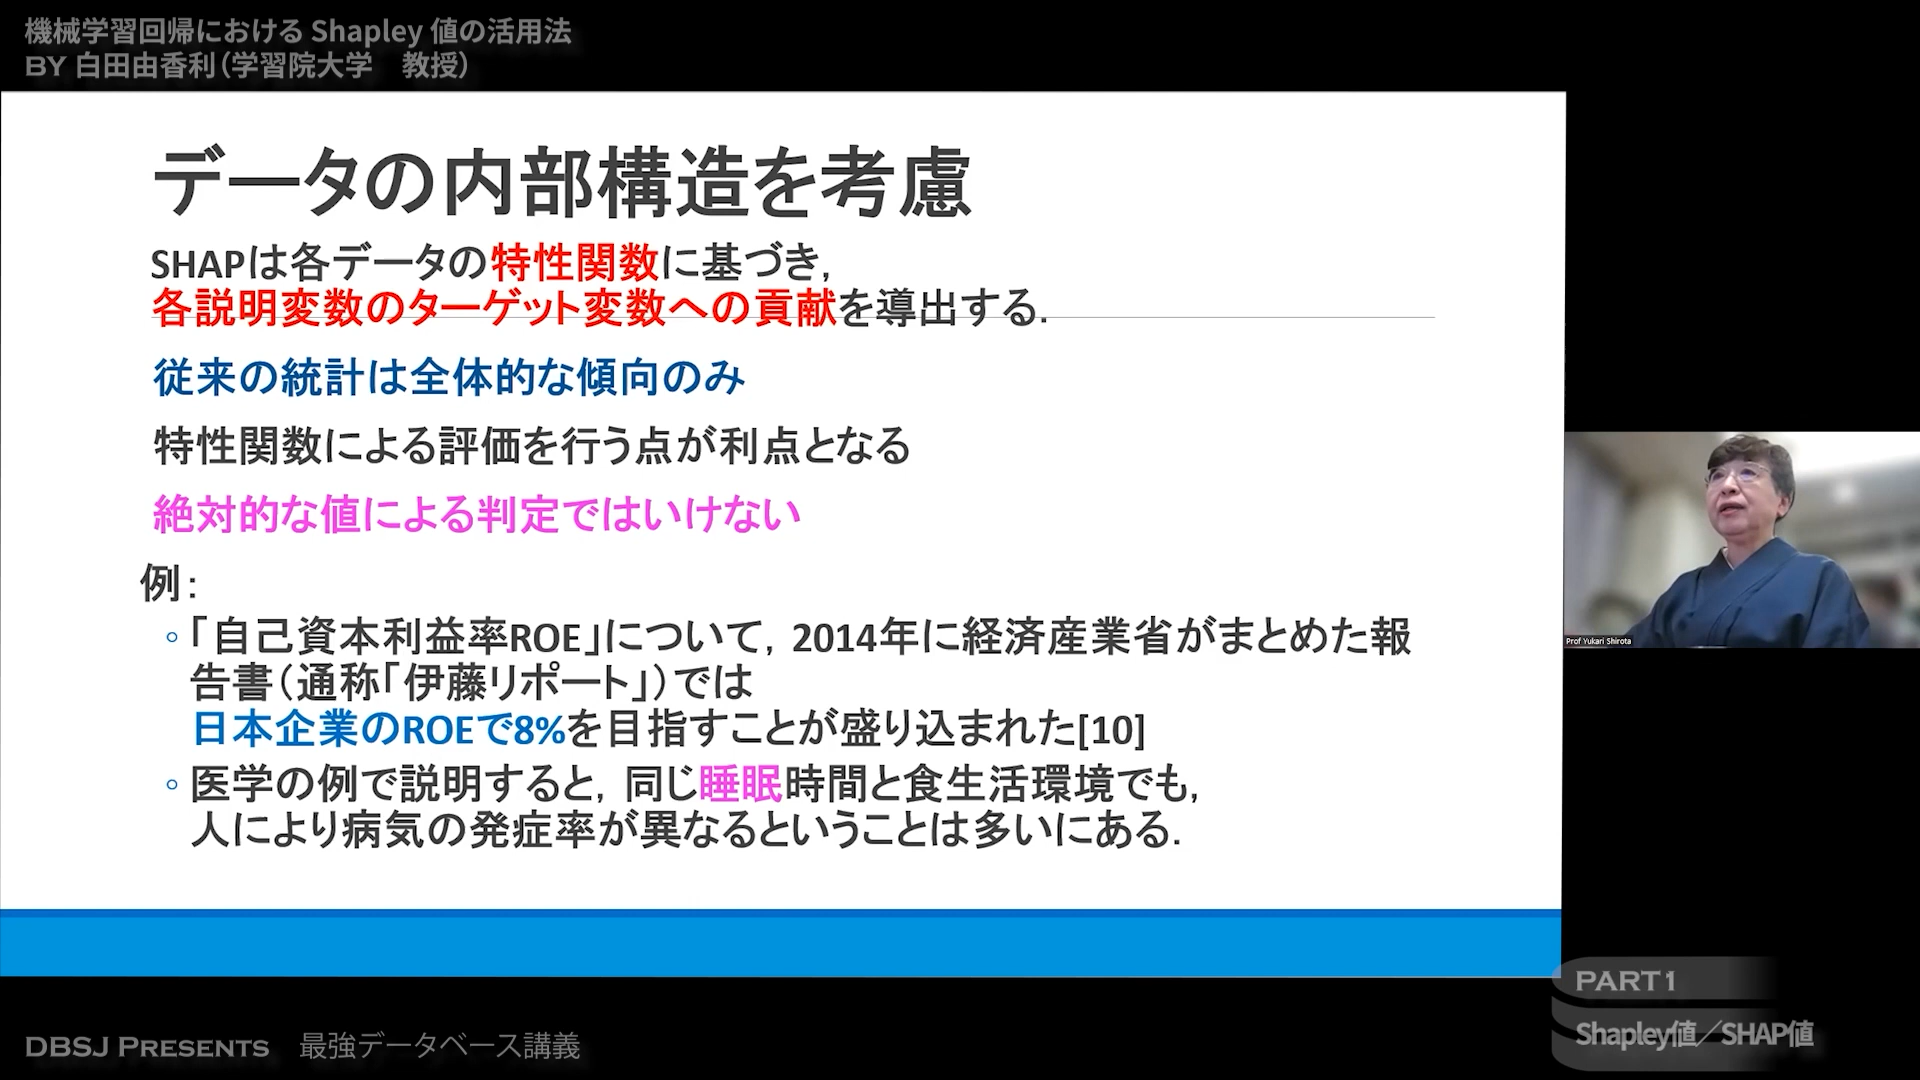 機械学習回帰における Shapley 値の活用法
BY 白田由香利（学習院大学　教授）
データの内部構造を考慮
SHAPは各データの特性関数に基づき，
各説明変数のターゲット変数への貢献を導出する．
従来の統計は全体的な傾向のみ
特性関数による評価を行う点が利点となる
絶対的な値による判定ではいけない
例：
◦「自己資本利益率ROE」について，2014年に経済産業省がまとめた報
告書（通称「伊藤リポート」）では
日本企業のROEで8%を目指すことが盛り込まれた[10]
◦医学の例で説明すると，同じ睡眠時間と食生活環境でも，
人により病気の発症率が異なるということは多いにある．
Prof Yukari Shirota
PART1
Shapley値／SHAP値
DBSJ PRESENTS　最強データベース講義